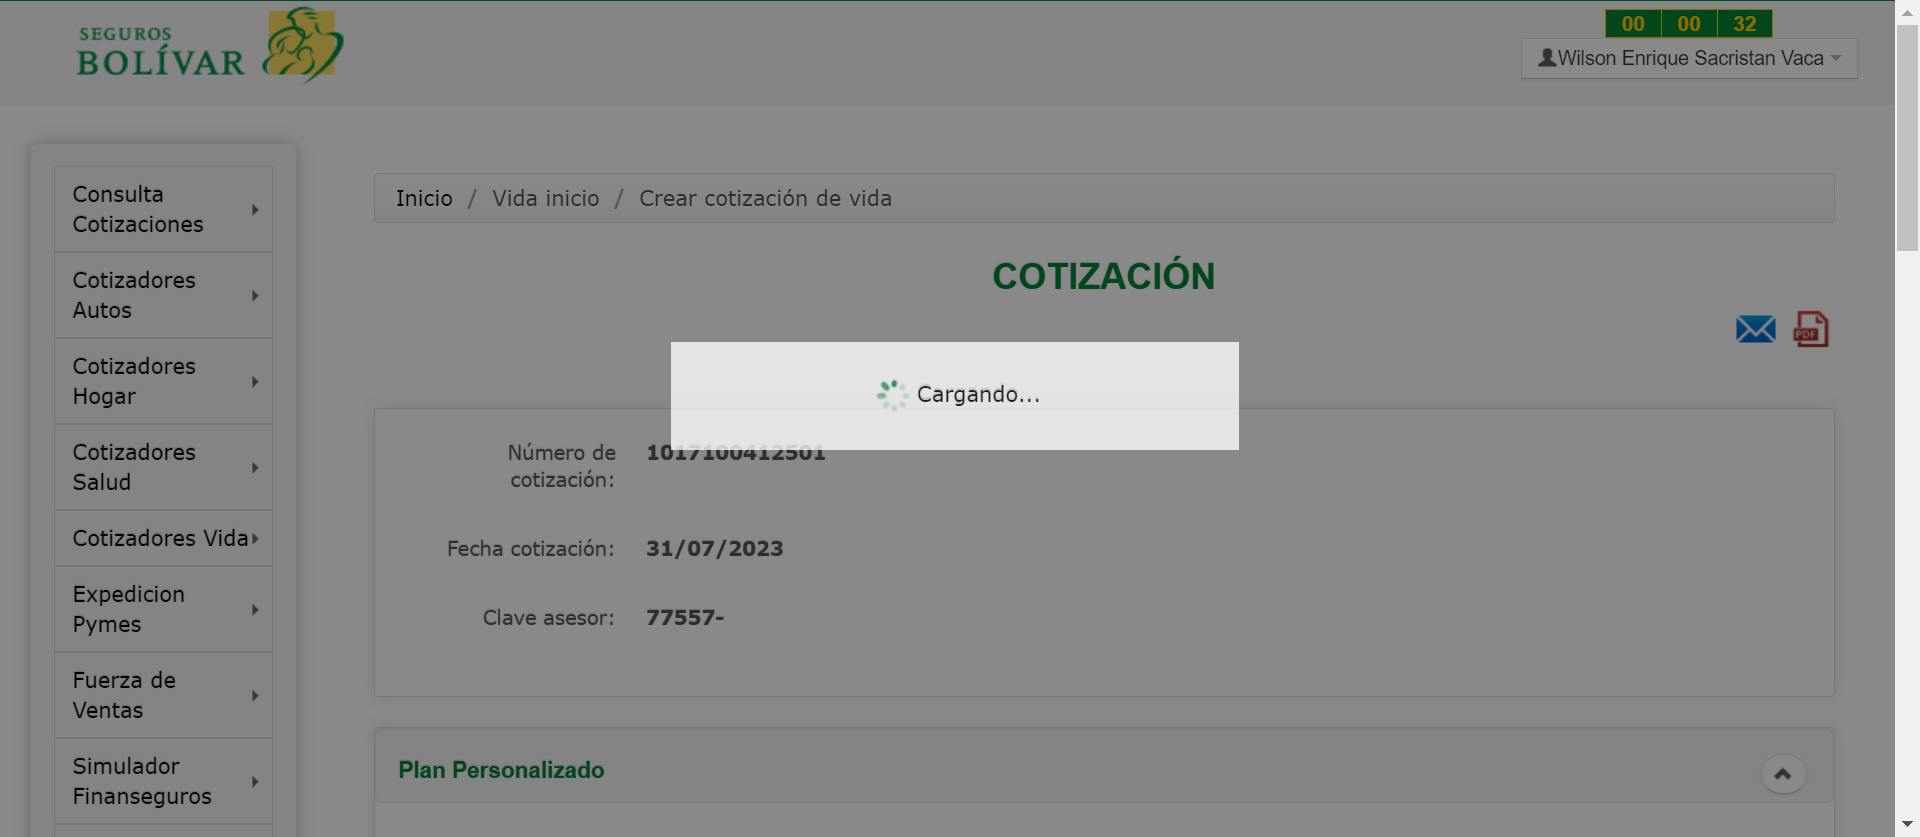 SEGUROS
BOLÍVAR
00 00 32
Wilson Enrique Sacristan Vaca
Consulta
Cotizaciones
Cotizadores
Autos
Cotizadores
Hogar
Cotizadores
Salud
Cotizadores Vida
Expedicion
Pymes
Fuerza de
Ventas
Simulador
Finanseguros
Inicio / Vida inicio / Crear cotización de vida
COTIZACIÓN
PDF
Cargando...
Número de cotización: 1017100412501
Fecha cotización: 31/07/2023
Clave asesor: 77557-
Plan Personalizado